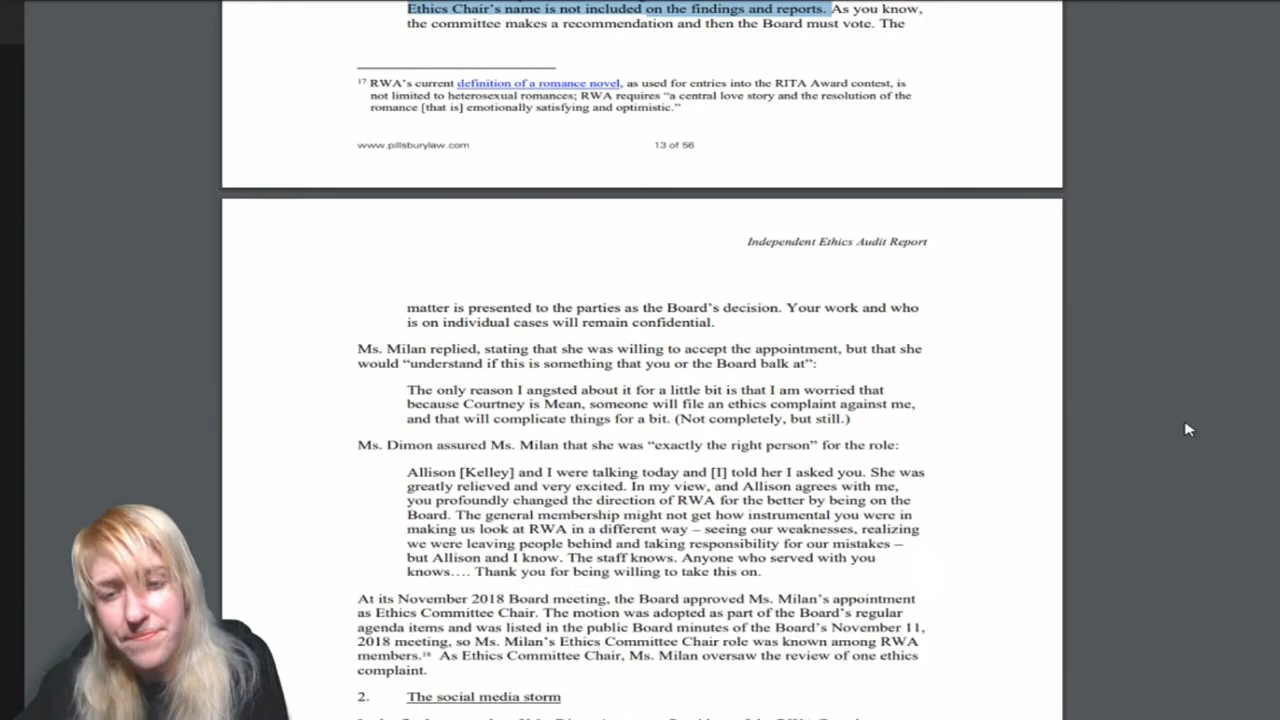 Ethics Chair's name is not included on the findings and reports. As you know,
the committee makes a recommendation and then the Board must vote. The
17 RWA's current definition of a romance novel, as used for entries into the RITA Award contest, is
not limited to heterosexual romances; RWA requires “a central love story and the resolution of the
romance [that is] emotionally satisfying and optimistic.”
www.pillsburylaw.com 13 of 56
Independent Ethics Audit Report
matter is presented to the parties as the Board's decision. Your work and who
is on individual cases will remain confidential.
Ms. Milan replied, stating that she was willing to accept the appointment, but that she
would “understand if this is something that you or the Board balk at”:
The only reason I angsted about it for a little bit is that I am worried that
because Courtney is Mean, someone will file an ethics complaint against me,
and that will complicate things for a bit. (Not completely, but still.)
Ms. Dimon assured Ms. Milan that she was “exactly the right person” for the role:
Allison [Kelley] and I were talking today and [I] told her I asked you. She was
greatly relieved and very excited. In my view, and Allison agrees with me,
you profoundly changed the direction of RWA for the better by being on the
Board. The general membership might not get how instrumental you were in
making us look at RWA in a different way – seeing our weaknesses, realizing
we were leaving people behind and taking responsibility for our mistakes –
but Allison and I know. The staff knows. Anyone who served with you
knows…. Thank you for being willing to take this on.
At its November 2018 Board meeting, the Board approved Ms. Milan's appointment
as Ethics Committee Chair. The motion was adopted as part of the Board's regular
agenda items and was listed in the public Board minutes of the Board's November 11,
2018 meeting, so Ms. Milan's Ethics Committee Chair role was known among RWA
members.18 As Ethics Committee Chair, Ms. Milan oversaw the review of one ethics
complaint.
2. The social media storm